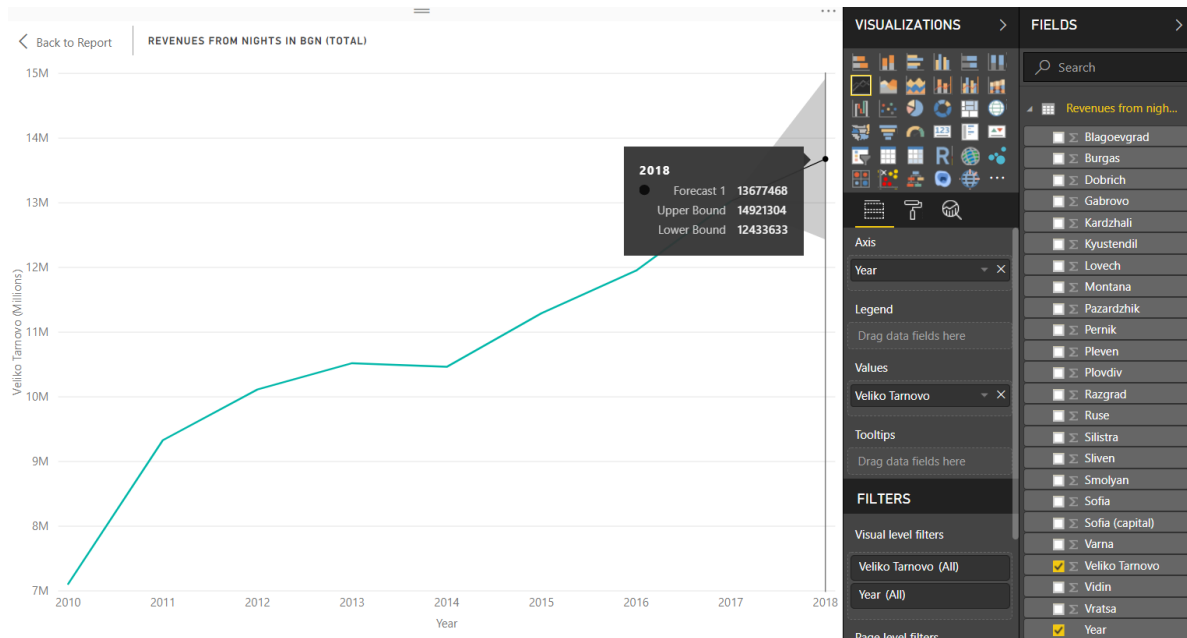 Back to Report
REVENUES FROM NIGHTS IN BGN (TOTAL)
15M
14M
13M
12M
11M
10M
9M
8M
7M
Veliko Tarnovo (Millions)
2018
Forecast 1 13677468
Upper Bound 14921304
Lower Bound 12433633
2010 2011 2012 2013 2014 2015 2016 2017 2018
Year
VISUALIZATIONS
123
R
Axis
Year
Legend
Drag data fields here
Values
Veliko Tarnovo
Tooltips
Drag data fields here
FILTERS
Visual level filters
Veliko Tarnovo (All)
Year (All)
Page level filters
FIELDS
Search
Revenues from nigh...
Σ Blagoevgrad
Σ Burgas
Σ Dobrich
Σ Gabrovo
Σ Kardzhali
Σ Kyustendil
Σ Lovech
Σ Montana
Σ Pazardzhik
Σ Pernik
Σ Pleven
Σ Plovdiv
Σ Razgrad
Σ Ruse
Σ Silistra
Σ Sliven
Σ Smolyan
Σ Sofia
Σ Sofia (capital)
Σ Varna
Σ Veliko Tarnovo
Σ Vidin
Σ Vratsa
Year